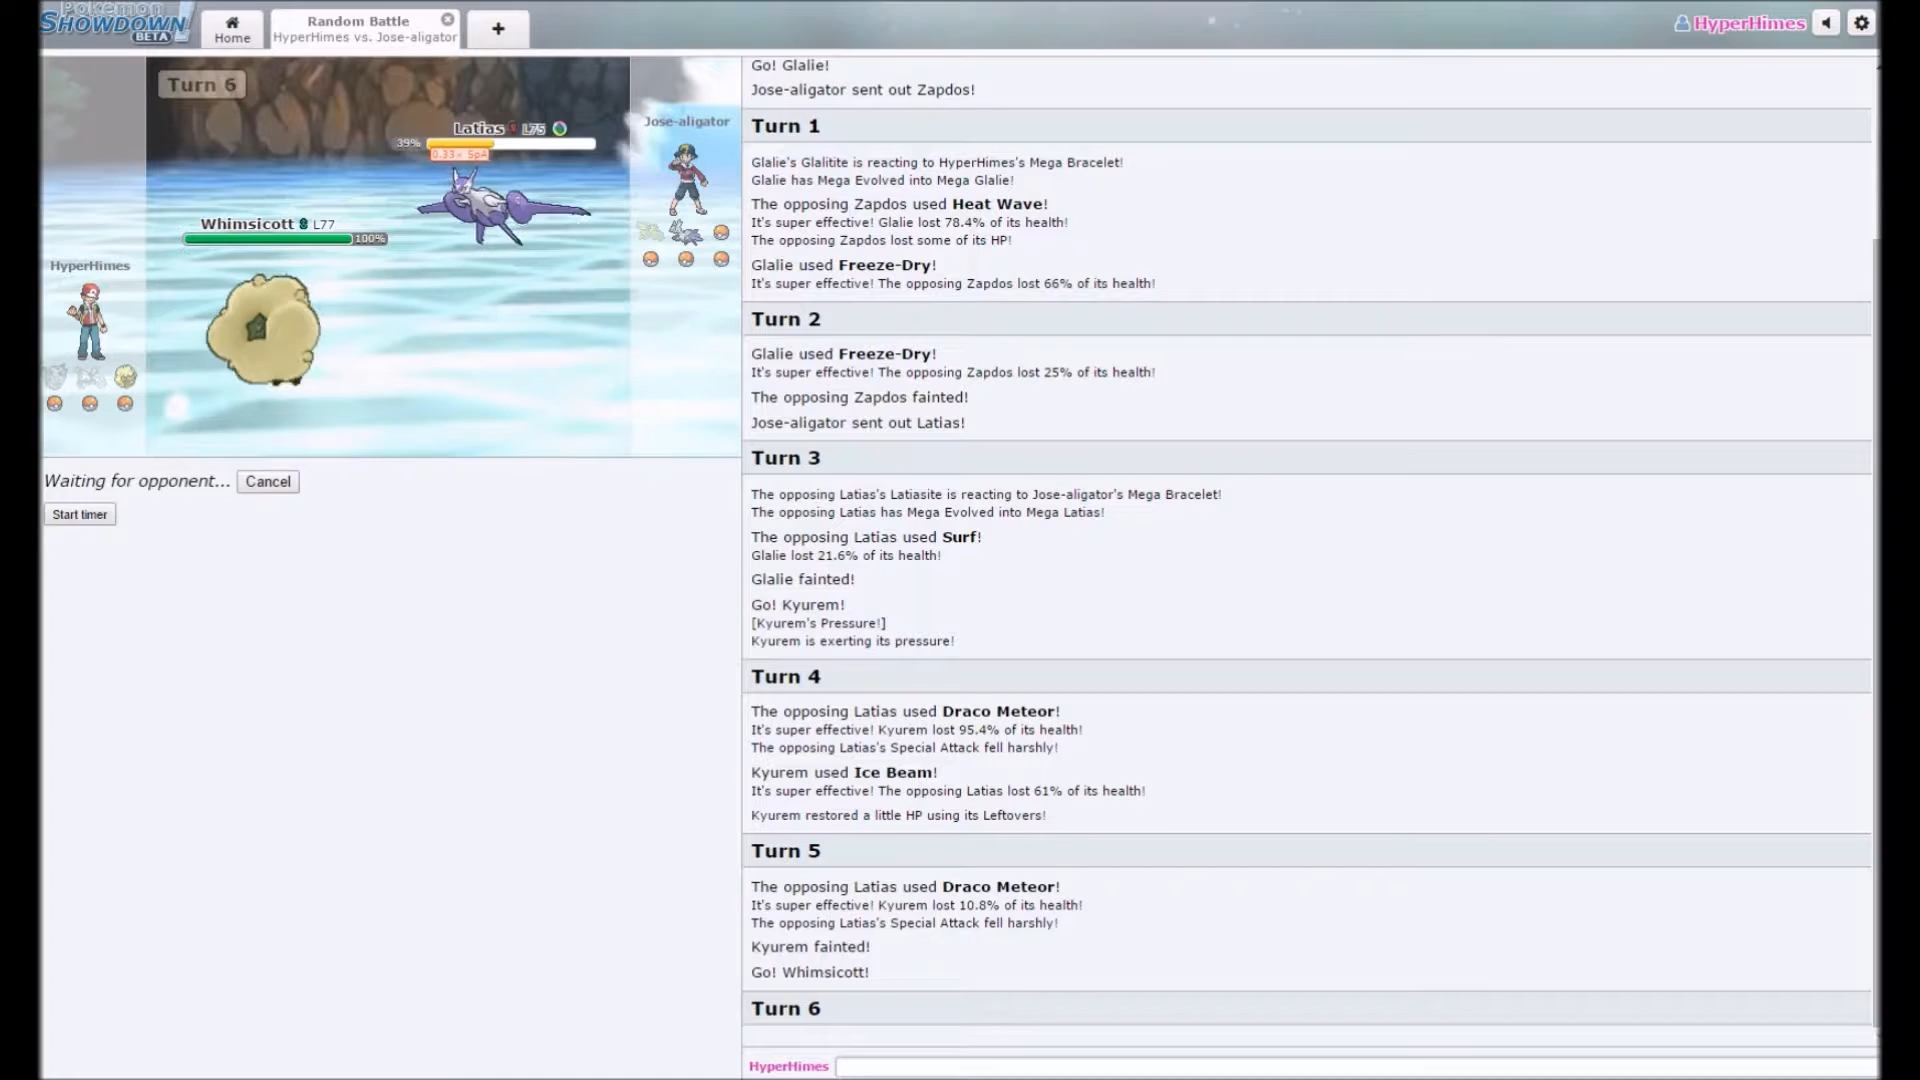 Pokémon
SHOWDOWN!
BETA
Home
Random Battle
HyperHimes vs. Jose-aligator
+
HyperHimes
Turn 6
Latias L75
39%
0.33× SpA
Whimsicott L77
100%
Jose-aligator
HyperHimes
Waiting for opponent... Cancel
Start timer
Go! Glalie!
Jose-aligator sent out Zapdos!
Turn 1
Glalie's Glalitite is reacting to HyperHimes's Mega Bracelet!
Glalie has Mega Evolved into Mega Glalie!
The opposing Zapdos used Heat Wave!
It's super effective! Glalie lost 78.4% of its health!
The opposing Zapdos lost some of its HP!
Glalie used Freeze-Dry!
It's super effective! The opposing Zapdos lost 66% of its health!
Turn 2
Glalie used Freeze-Dry!
It's super effective! The opposing Zapdos lost 25% of its health!
The opposing Zapdos fainted!
Jose-aligator sent out Latias!
Turn 3
The opposing Latias's Latiasite is reacting to Jose-aligator's Mega Bracelet!
The opposing Latias has Mega Evolved into Mega Latias!
The opposing Latias used Surf!
Glalie lost 21.6% of its health!
Glalie fainted!
Go! Kyurem!
[Kyurem's Pressure!]
Kyurem is exerting its pressure!
Turn 4
The opposing Latias used Draco Meteor!
It's super effective! Kyurem lost 95.4% of its health!
The opposing Latias's Special Attack fell harshly!
Kyurem used Ice Beam!
It's super effective! The opposing Latias lost 61% of its health!
Kyurem restored a little HP using its Leftovers!
Turn 5
The opposing Latias used Draco Meteor!
It's super effective! Kyurem lost 10.8% of its health!
The opposing Latias's Special Attack fell harshly!
Kyurem fainted!
Go! Whimsicott!
Turn 6
HyperHimes